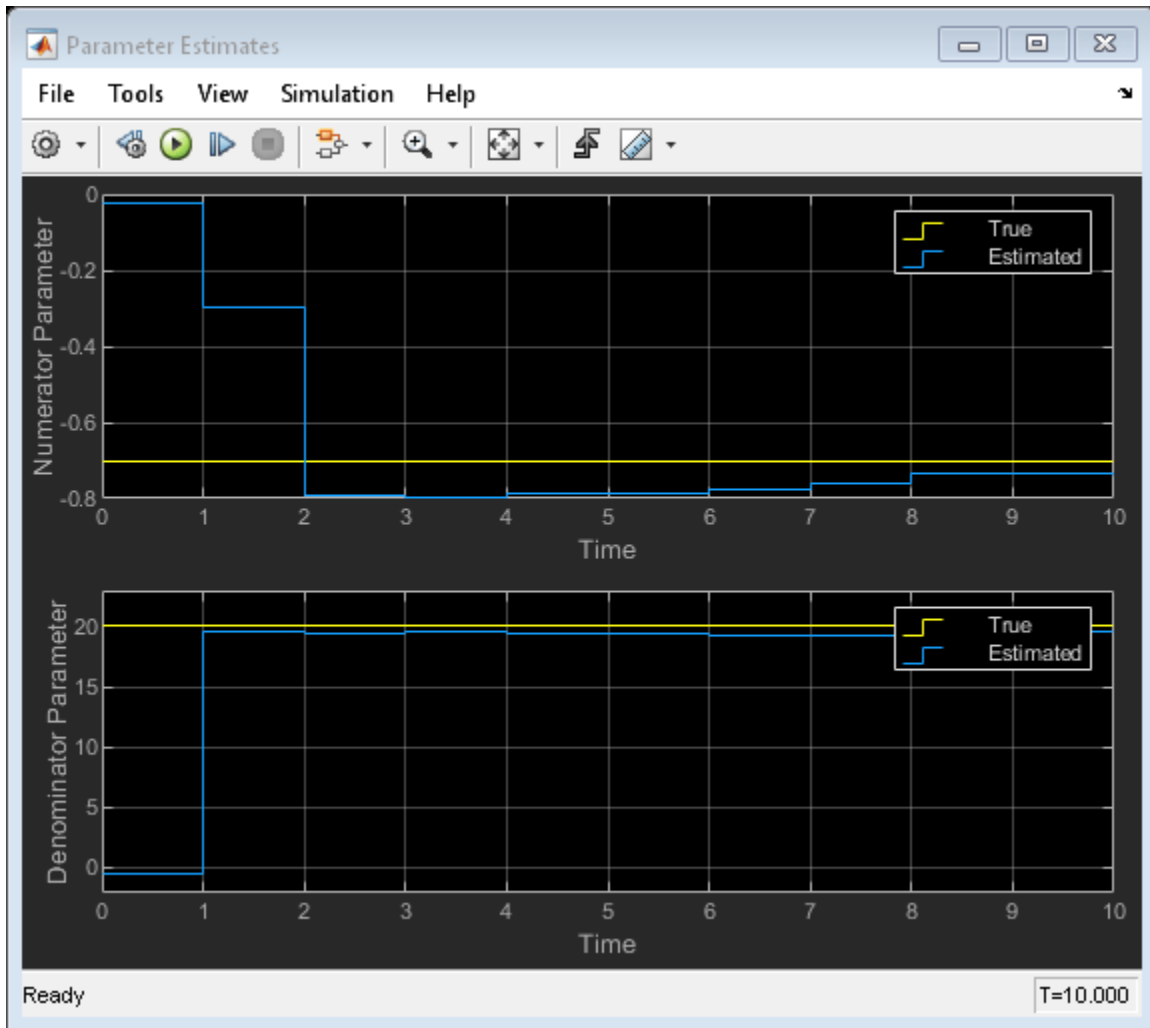 Parameter Estimates
File Tools View Simulation Help
0
-0.2
-0.4
-0.6
-0.8
Numerator Parameter
True
Estimated
0 1 2 3 4 5 6 7 8 9 10
Time
20
15
10
5
0
Denominator Parameter
True
Estimated
0 1 2 3 4 5 6 7 8 9 10
Time
Ready T=10.000